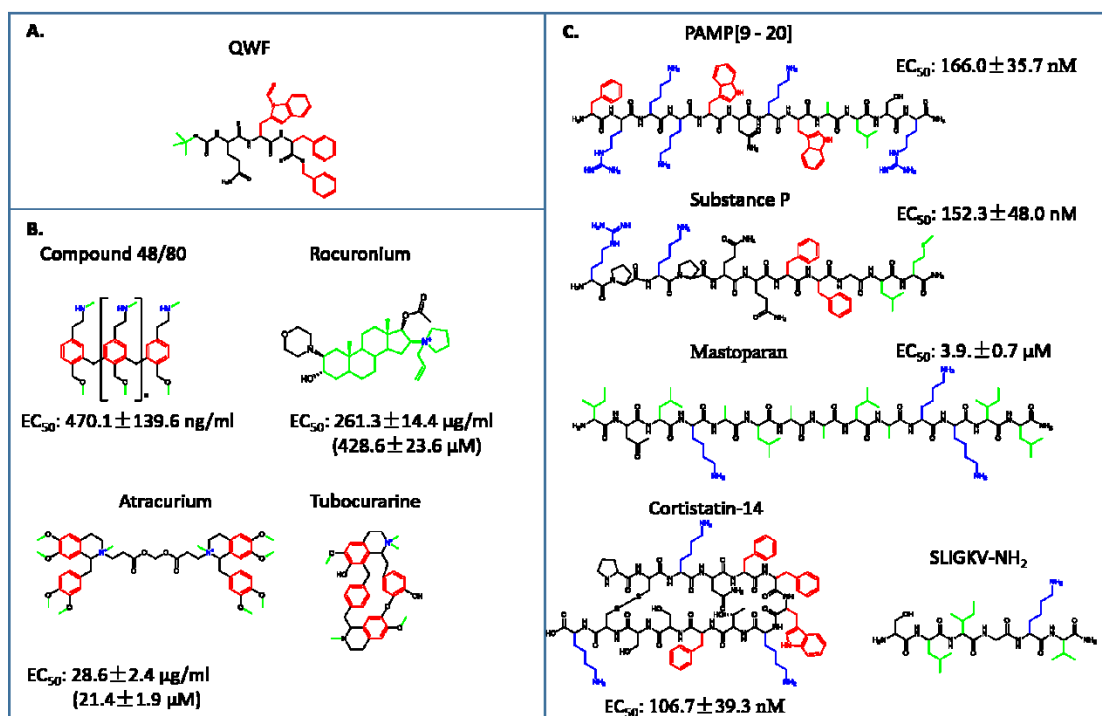 A.
QWF
B.
Compound 48/80
Rocuronium
EC50: 470.1±139.6 ng/ml
EC50: 261.3±14.4 µg/ml
(428.6±23.6 µM)
Atracurium
Tubocurarine
EC50: 28.6±2.4 µg/ml
(21.4±1.9 µM)
C.
PAMP[9 - 20]
EC50: 166.0±35.7 nM
Substance P
EC50: 152.3±48.0 nM
Mastoparan
EC50: 3.9.±0.7 µM
Cortistatin-14
EC50: 106.7±39.3 nM
SLIGKV-NH2